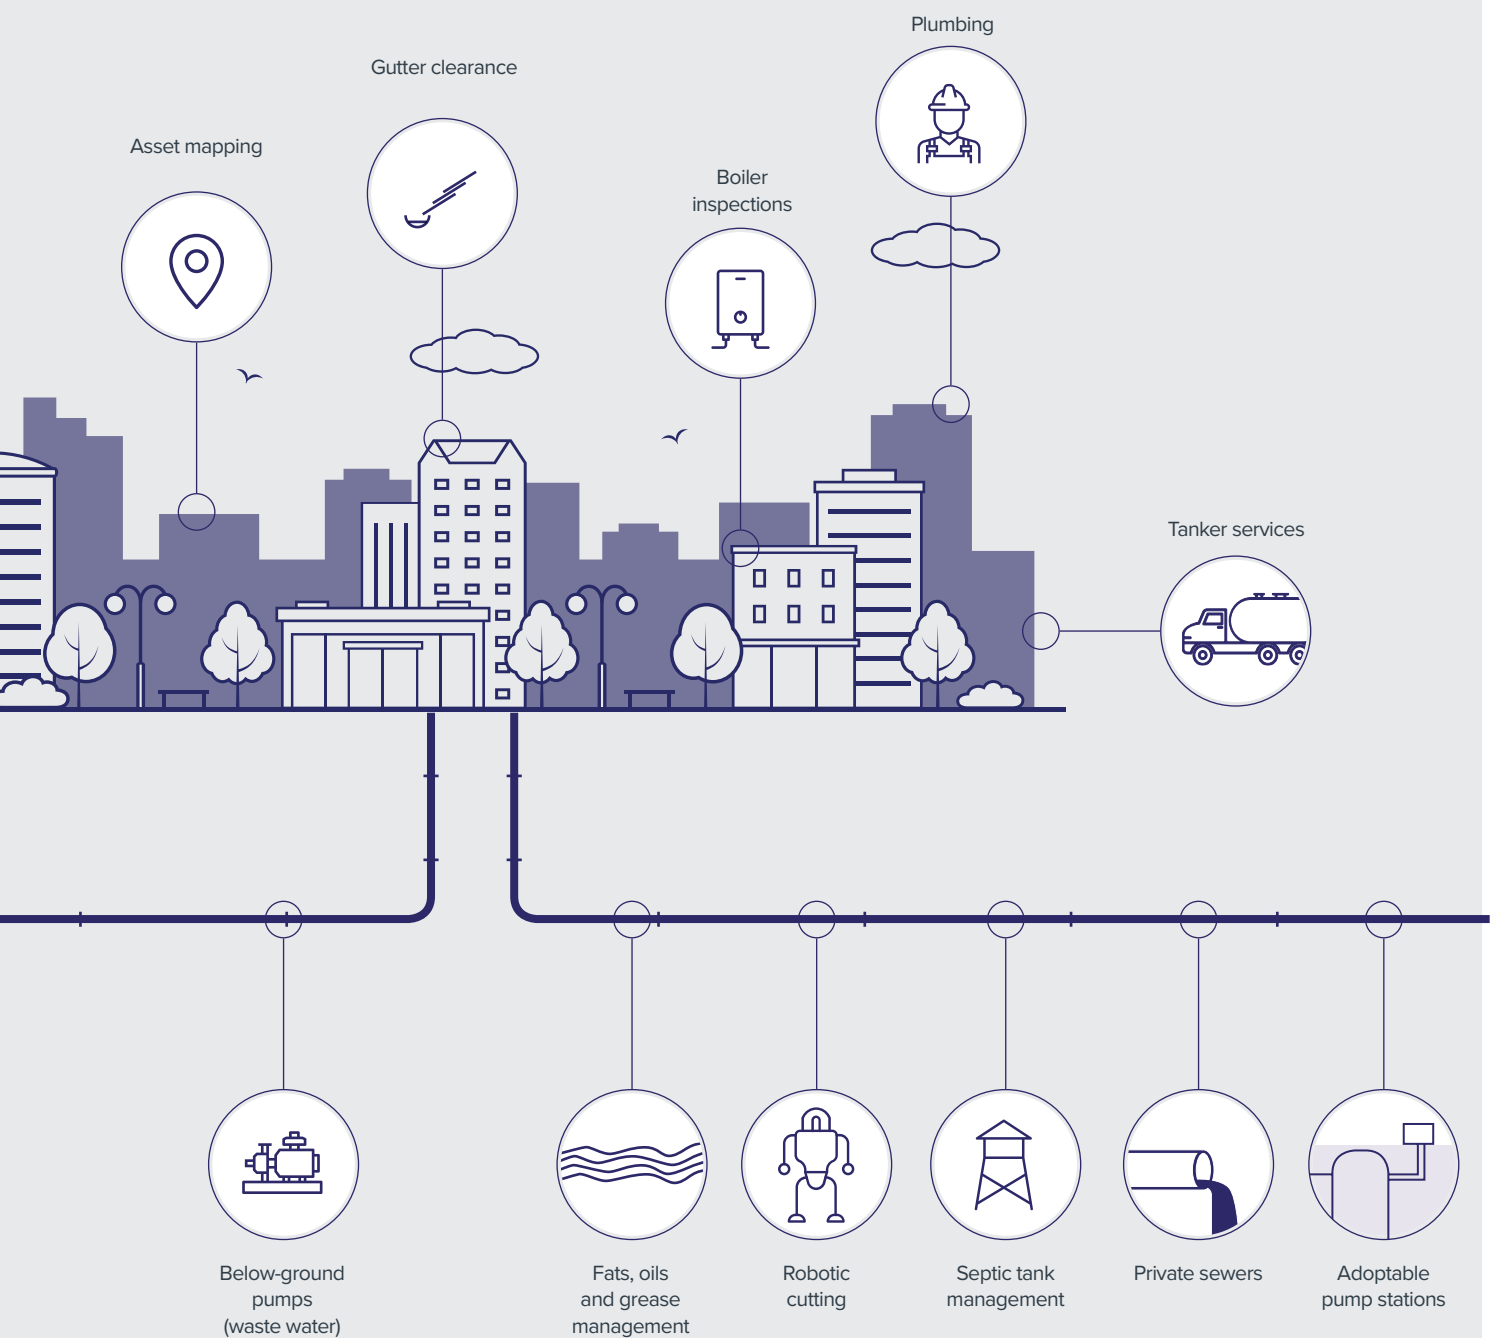 Plumbing
Gutter clearance
Asset mapping
Boiler
inspections
Tanker services
Below-ground
pumps
(waste water)
Fats, oils
and grease
management
Robotic
cutting
Septic tank
management
Private sewers
Adoptable
pump stations